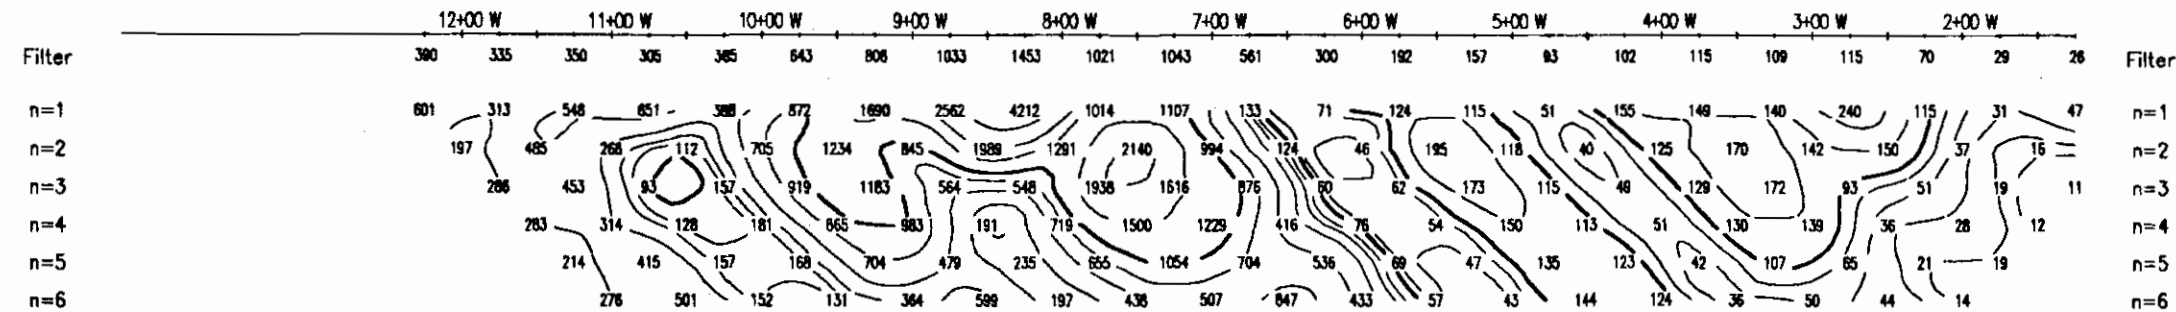 12+00 W 11+00 W 10+00 W 9+00 W 8+00 W 7+00 W 6+00 W 5+00 W 4+00 W 3+00 W 2+00 W
Filter 390 335 350 305 365 643 806 1033 1453 1021 1043 561 300 192 157 93 102 115 109 115 70 29 26 Filter
n=1 601 313 548 651 872 1690 2562 4212 1014 1107 133 71 124 115 51 155 149 140 240 115 31 47 n=1
n=2 197 485 268 112 705 1234 845 1989 1291 2140 994 124 46 195 118 40 125 170 142 150 37 16 n=2
n=3 286 453 93 157 919 1183 564 548 1938 1616 876 60 62 173 115 48 129 172 93 51 19 11 n=3
n=4 283 314 128 181 865 983 191 719 1500 1229 416 76 54 150 113 51 130 139 36 28 12 n=4
n=5 214 415 157 168 704 479 235 655 1054 704 536 69 47 135 123 42 107 65 21 19 n=5
n=6 276 501 152 131 364 599 197 436 507 647 433 57 43 144 124 36 50 44 14 n=6